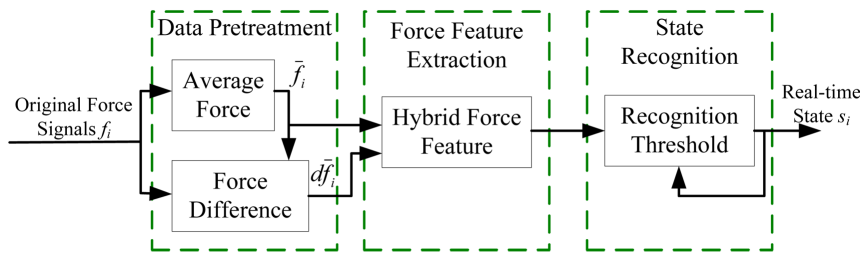 Data Pretreatment
Force Feature
Extraction
State
Recognition
Original Force
Signals fᵢ
Average
Force
f̄ᵢ
Force
Difference
df̄ᵢ
Hybrid Force
Feature
Recognition
Threshold
Real-time
State sᵢ